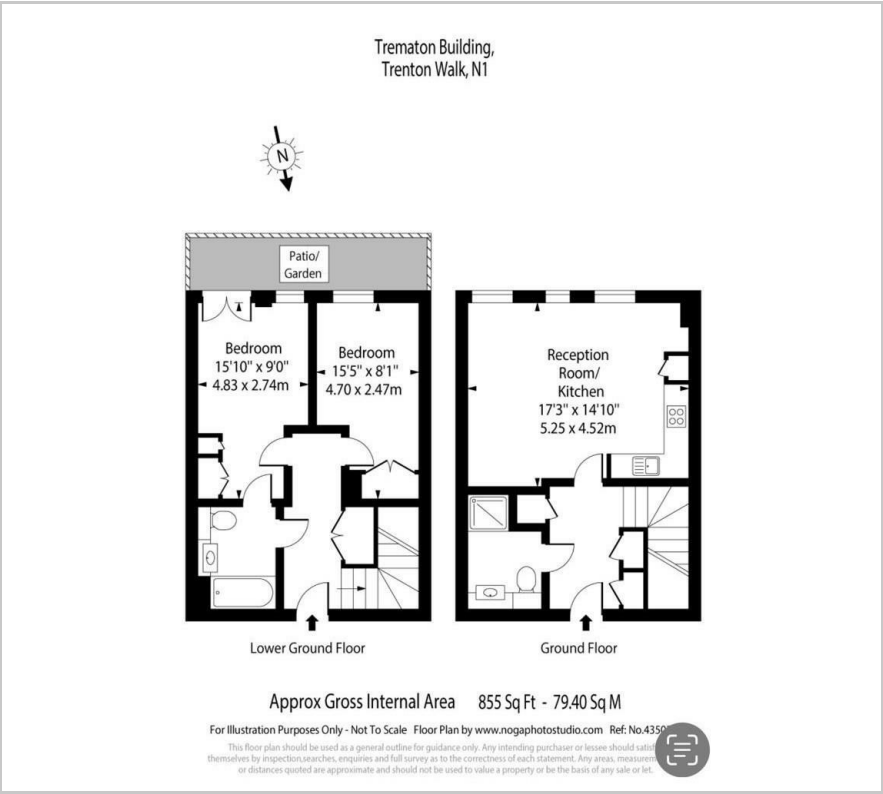 Trematon Building,
Trenton Walk, N1
N
Patio/
Garden
Bedroom
15'10" x 9'0"
4.83 x 2.74m
Bedroom
15'5" x 8'1"
4.70 x 2.47m
Reception
Room/
Kitchen
17'3" x 14'10"
5.25 x 4.52m
Lower Ground Floor
Ground Floor
Approx Gross Internal Area 855 Sq Ft - 79.40 Sq M
For Illustration Purposes Only - Not To Scale Floor Plan by www.nogaphotostudio.com Ref: No.4350
This floor plan should be used as a general outline for guidance only. Any intending purchaser or lessee should
themselves by inspection,searches, enquiries and full survey as to the correctness of each statement. Any areas,
or distances quoted are approximate and should not be used to value a property or be the basis of any sale or let.